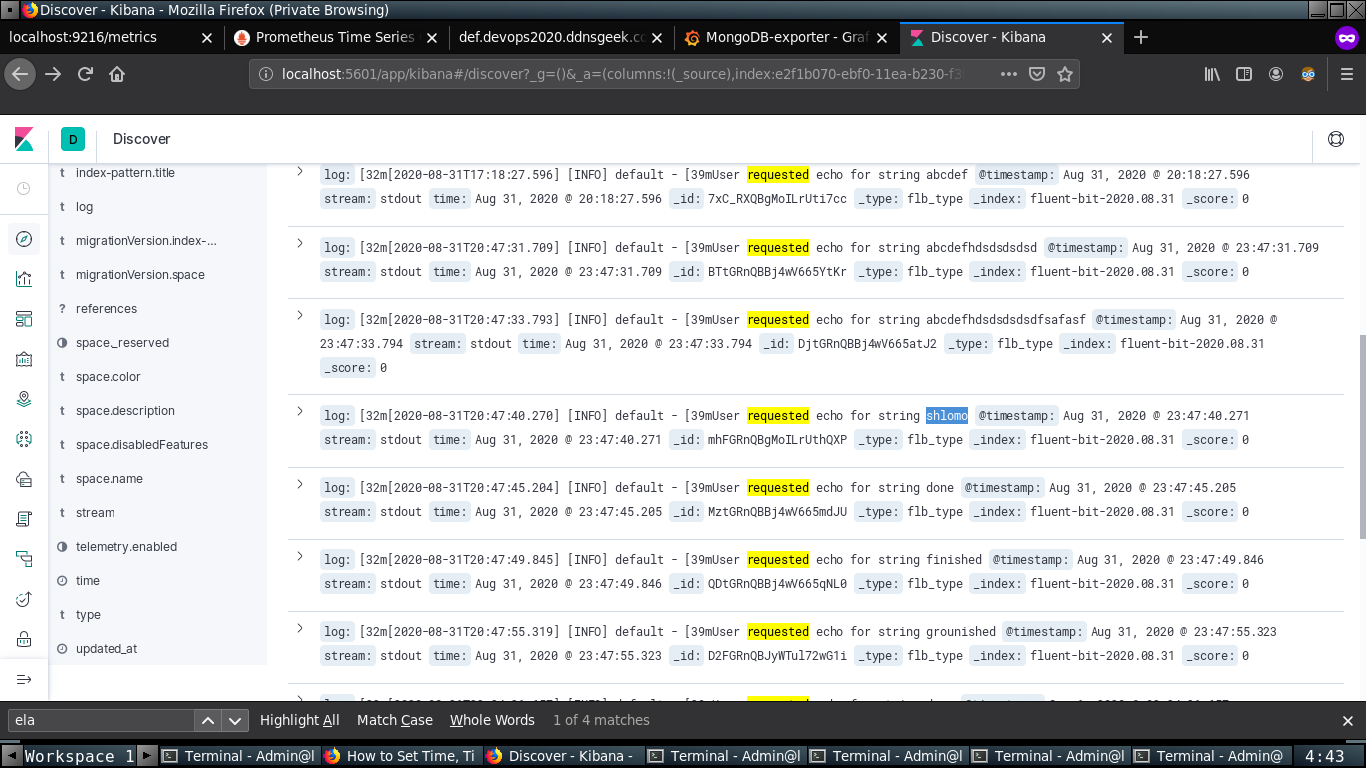 Discover - Kibana - Mozilla Firefox (Private Browsing)
localhost:9216/metrics
Prometheus Time Series
def.devops2020.ddnsgeek.c
MongoDB-exporter - Graf
Discover - Kibana
localhost:5601/app/kibana#/discover?_g=()&_a=(columns:!(_source),index:e2f1b070-ebf0-11ea-b230-f3
D
Discover
index-pattern.title
log
migrationVersion.index-...
migrationVersion.space
? references
space._reserved
space.color
space.description
space.disabledFeatures
space.name
stream
telemetry.enabled
time
type
updated_at
log: [32m[2020-08-31T17:18:27.596] [INFO] default - [39mUser requested echo for string abcdef @timestamp: Aug 31, 2020 @ 20:18:27.596
stream: stdout time: Aug 31, 2020 @ 20:18:27.596 _id: 7xC_RXQBgMoILrUti7cc _type: flb_type _index: fluent-bit-2020.08.31 _score: 0
log: [32m[2020-08-31T20:47:31.709] [INFO] default - [39mUser requested echo for string abcdefhdsdsdsdsd @timestamp: Aug 31, 2020 @ 23:47:31.709
stream: stdout time: Aug 31, 2020 @ 23:47:31.709 _id: BTtGRnQBBj4wV665YtKr _type: flb_type _index: fluent-bit-2020.08.31 _score: 0
log: [32m[2020-08-31T20:47:33.793] [INFO] default - [39mUser requested echo for string abcdefhdsdsdsdsdfsafasf @timestamp: Aug 31, 2020 @
23:47:33.794 stream: stdout time: Aug 31, 2020 @ 23:47:33.794 _id: DjtGRnQBBj4wV665atJ2 _type: flb_type _index: fluent-bit-2020.08.31
_score: 0
log: [32m[2020-08-31T20:47:40.270] [INFO] default - [39mUser requested echo for string shlomo @timestamp: Aug 31, 2020 @ 23:47:40.271
stream: stdout time: Aug 31, 2020 @ 23:47:40.271 _id: mhFGRnQBgMoILrUthQXP _type: flb_type _index: fluent-bit-2020.08.31 _score: 0
log: [32m[2020-08-31T20:47:45.204] [INFO] default - [39mUser requested echo for string done @timestamp: Aug 31, 2020 @ 23:47:45.205
stream: stdout time: Aug 31, 2020 @ 23:47:45.205 _id: MztGRnQBBj4wV665mdJU _type: flb_type _index: fluent-bit-2020.08.31 _score: 0
log: [32m[2020-08-31T20:47:49.845] [INFO] default - [39mUser requested echo for string finished @timestamp: Aug 31, 2020 @ 23:47:49.846
stream: stdout time: Aug 31, 2020 @ 23:47:49.846 _id: QDtGRnQBBj4wV665qNL0 _type: flb_type _index: fluent-bit-2020.08.31 _score: 0
log: [32m[2020-08-31T20:47:55.319] [INFO] default - [39mUser requested echo for string grounished @timestamp: Aug 31, 2020 @ 23:47:55.323
stream: stdout time: Aug 31, 2020 @ 23:47:55.323 _id: D2FGRnQBJyWTul72wG1i _type: flb_type _index: fluent-bit-2020.08.31 _score: 0
ela
Highlight All Match Case Whole Words 1 of 4 matches
Workspace 1
Terminal - Admin@l
How to Set Time, Ti
Discover - Kibana -
Terminal - Admin@l
Terminal - Admin@l
Terminal - Admin@l
Terminal - Admin@
4:43